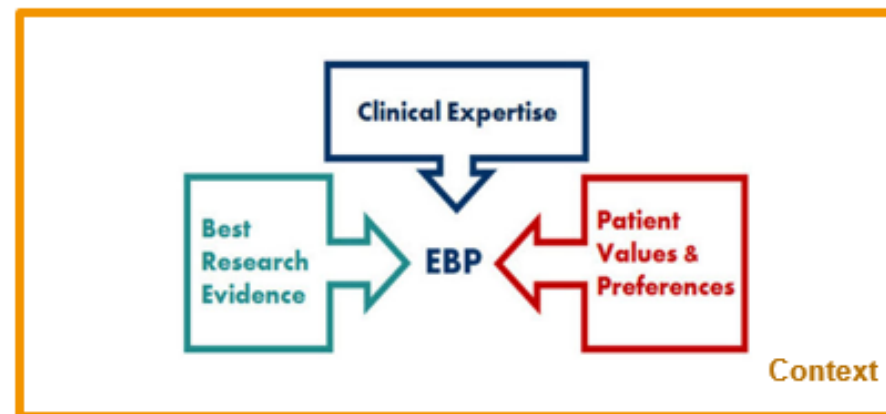 Clinical Expertise
Best
Research
Evidence
EBP
Patient
Values &
Preferences
Context